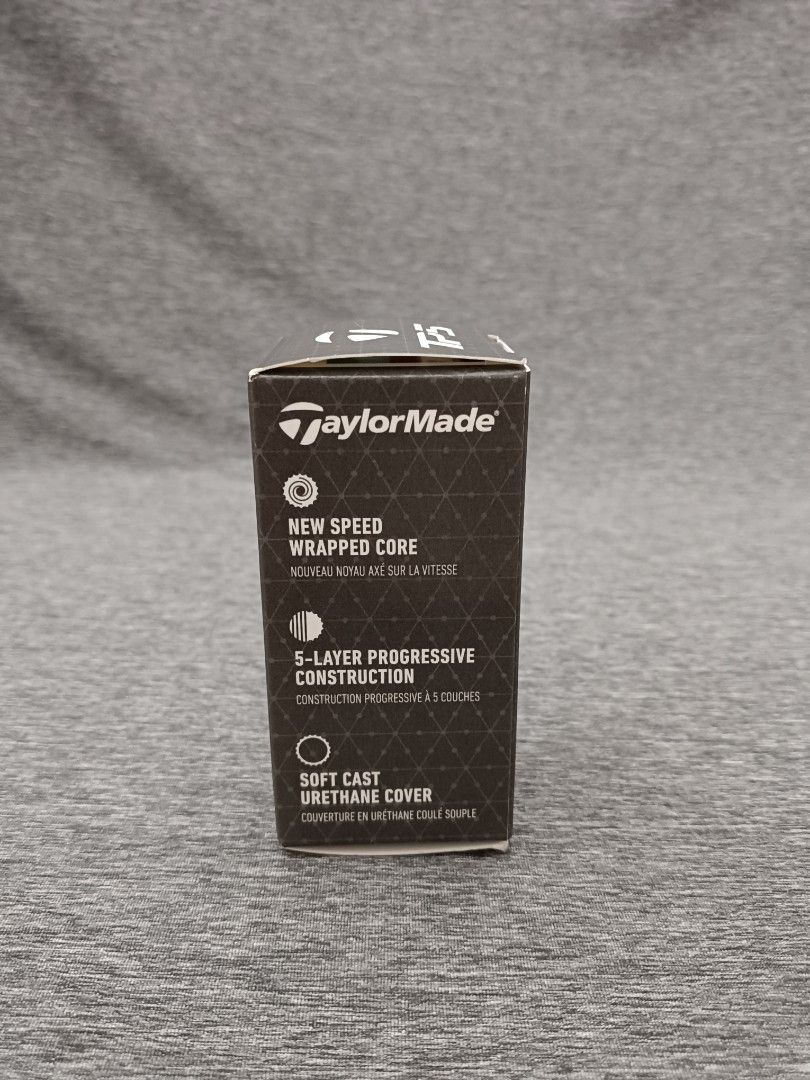 TP5
TaylorMade®
NEW SPEED
WRAPPED CORE
NOUVEAU NOYAU AXÉ SUR LA VITESSE
5-LAYER PROGRESSIVE
CONSTRUCTION
CONSTRUCTION PROGRESSIVE À 5 COUCHES
SOFT CAST
URETHANE COVER
COUVERTURE EN URÉTHANE COULÉ SOUPLE